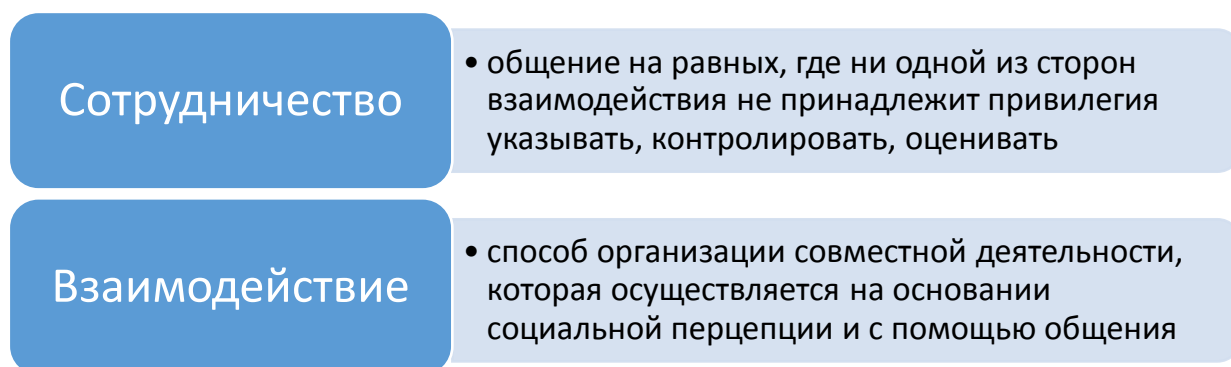 Сотрудничество
• общение на равных, где ни одной из сторон
взаимодействия не принадлежит привилегия
указывать, контролировать, оценивать
Взаимодействие
• способ организации совместной деятельности,
которая осуществляется на основании
социальной перцепции и с помощью общения